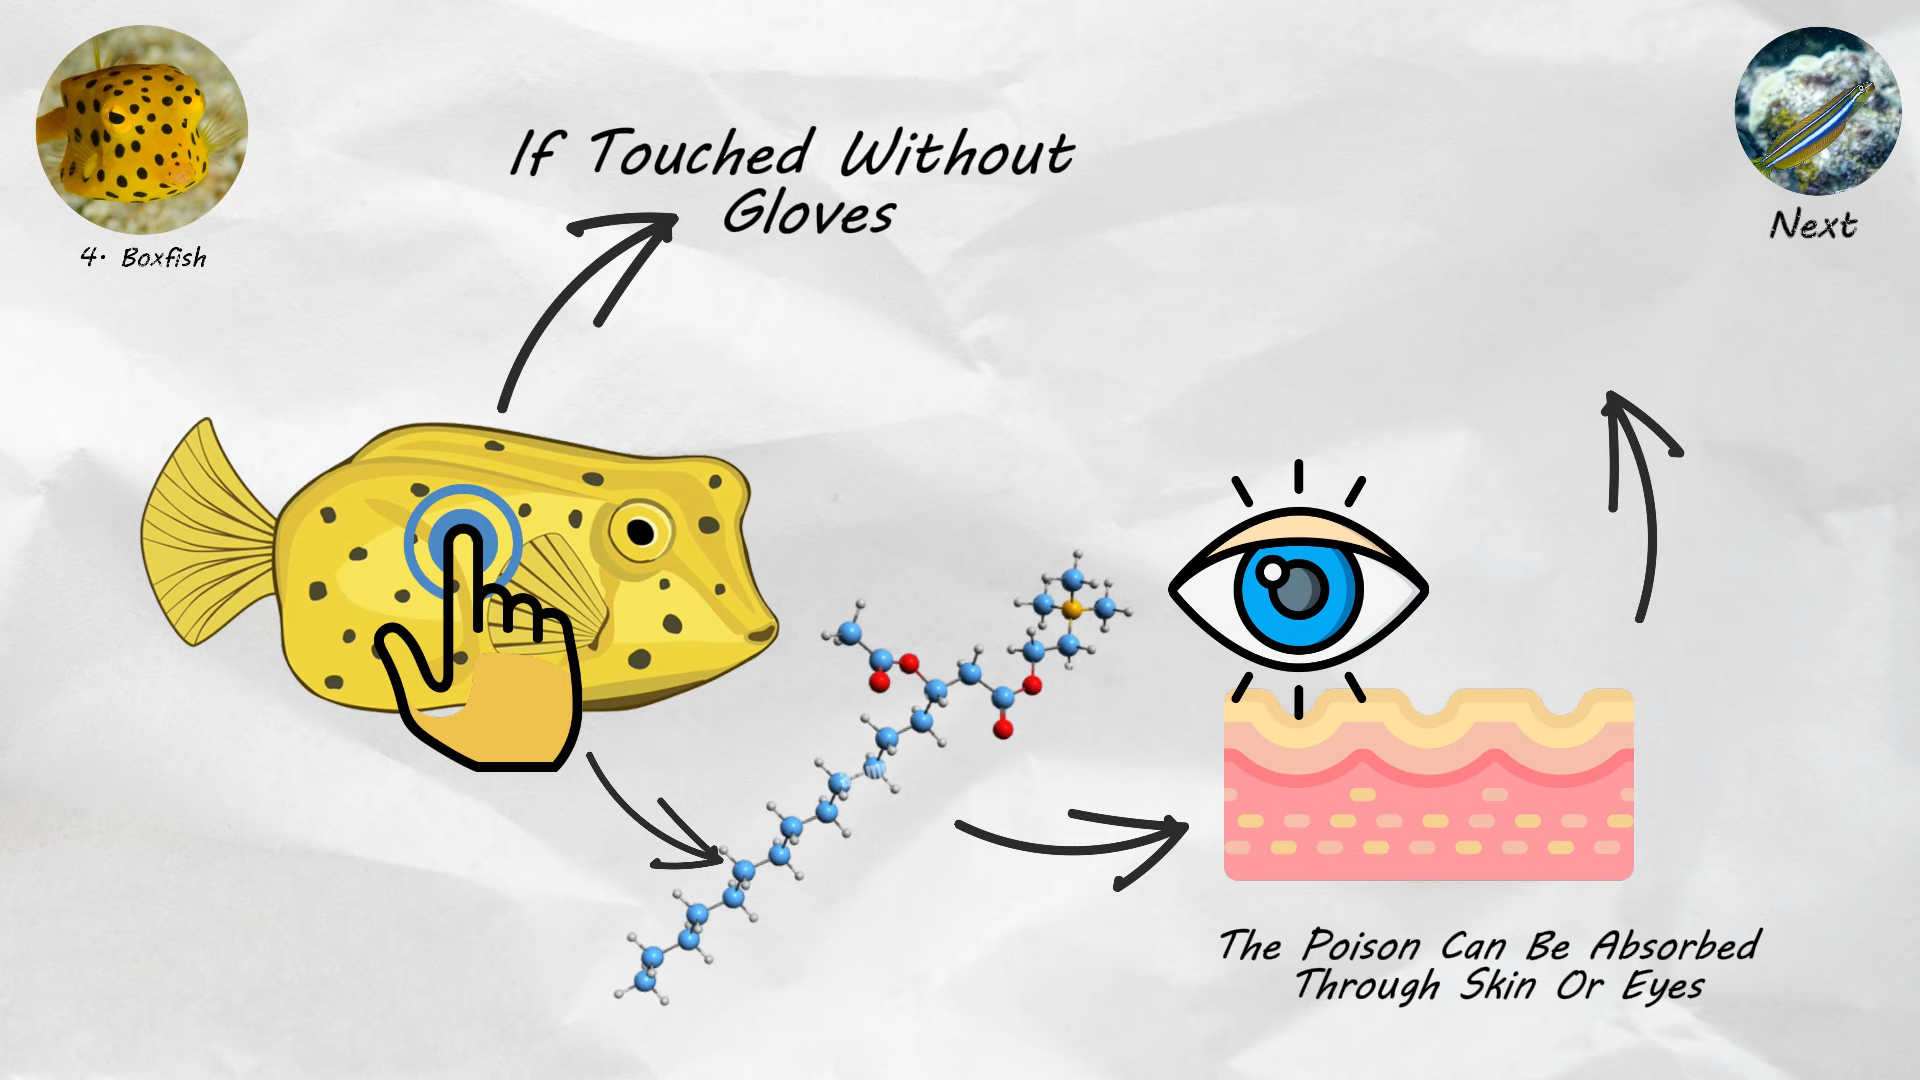 4. Boxfish
If Touched Without
Gloves
Next
The Poison Can Be Absorbed
Through Skin Or Eyes